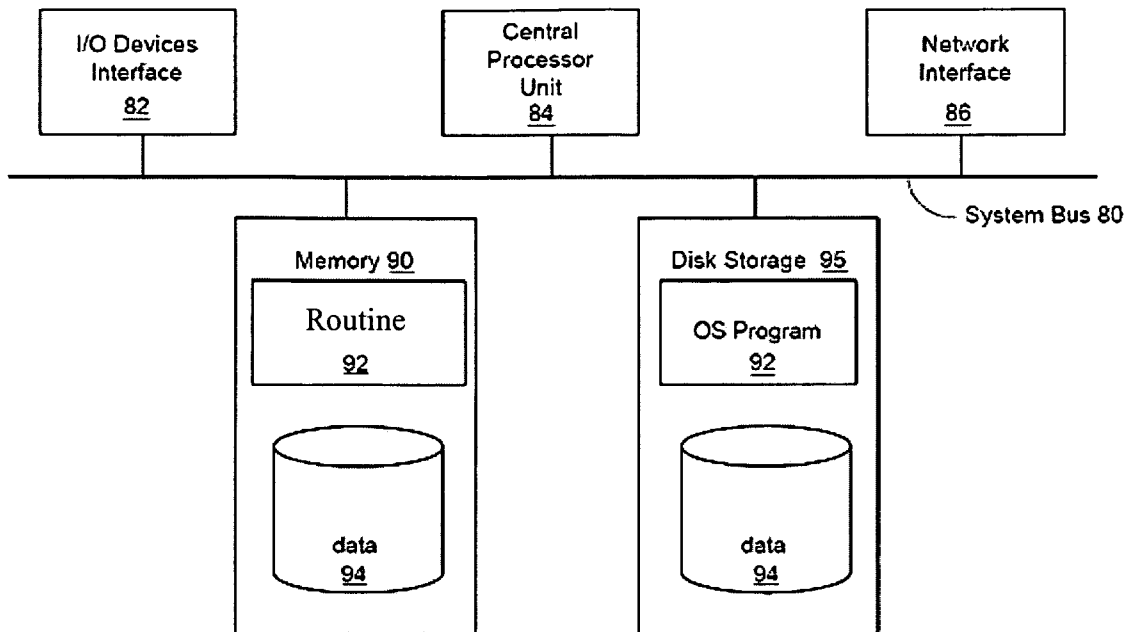 I/O Devices
Interface
82
Central
Processor
Unit
84
Network
Interface
86
System Bus 80
Memory 90
Routine
92
data
94
Disk Storage 95
OS Program
92
data
94